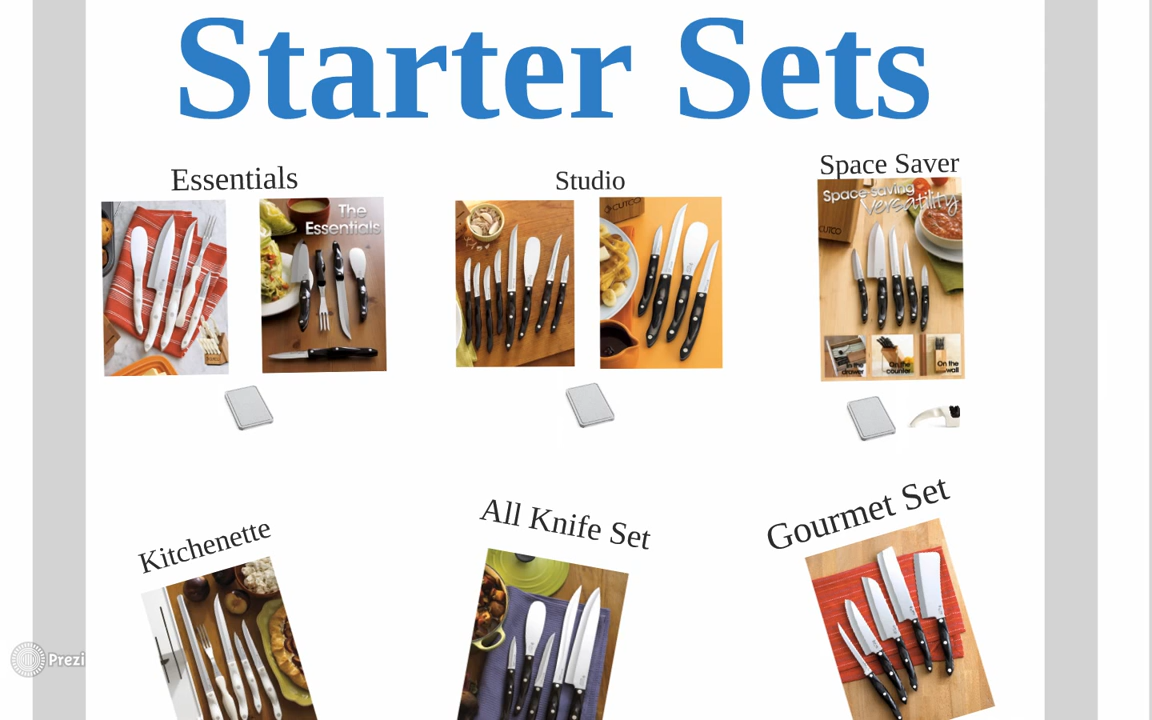 Starter Sets
Essentials
Studio
Space Saver
The
Essentials
CUTCO
Space-saving
versatility
CUTCO
In the
drawer
On the
counter
On the
wall
Kitchenette
All Knife Set
Gourmet Set
Prezi